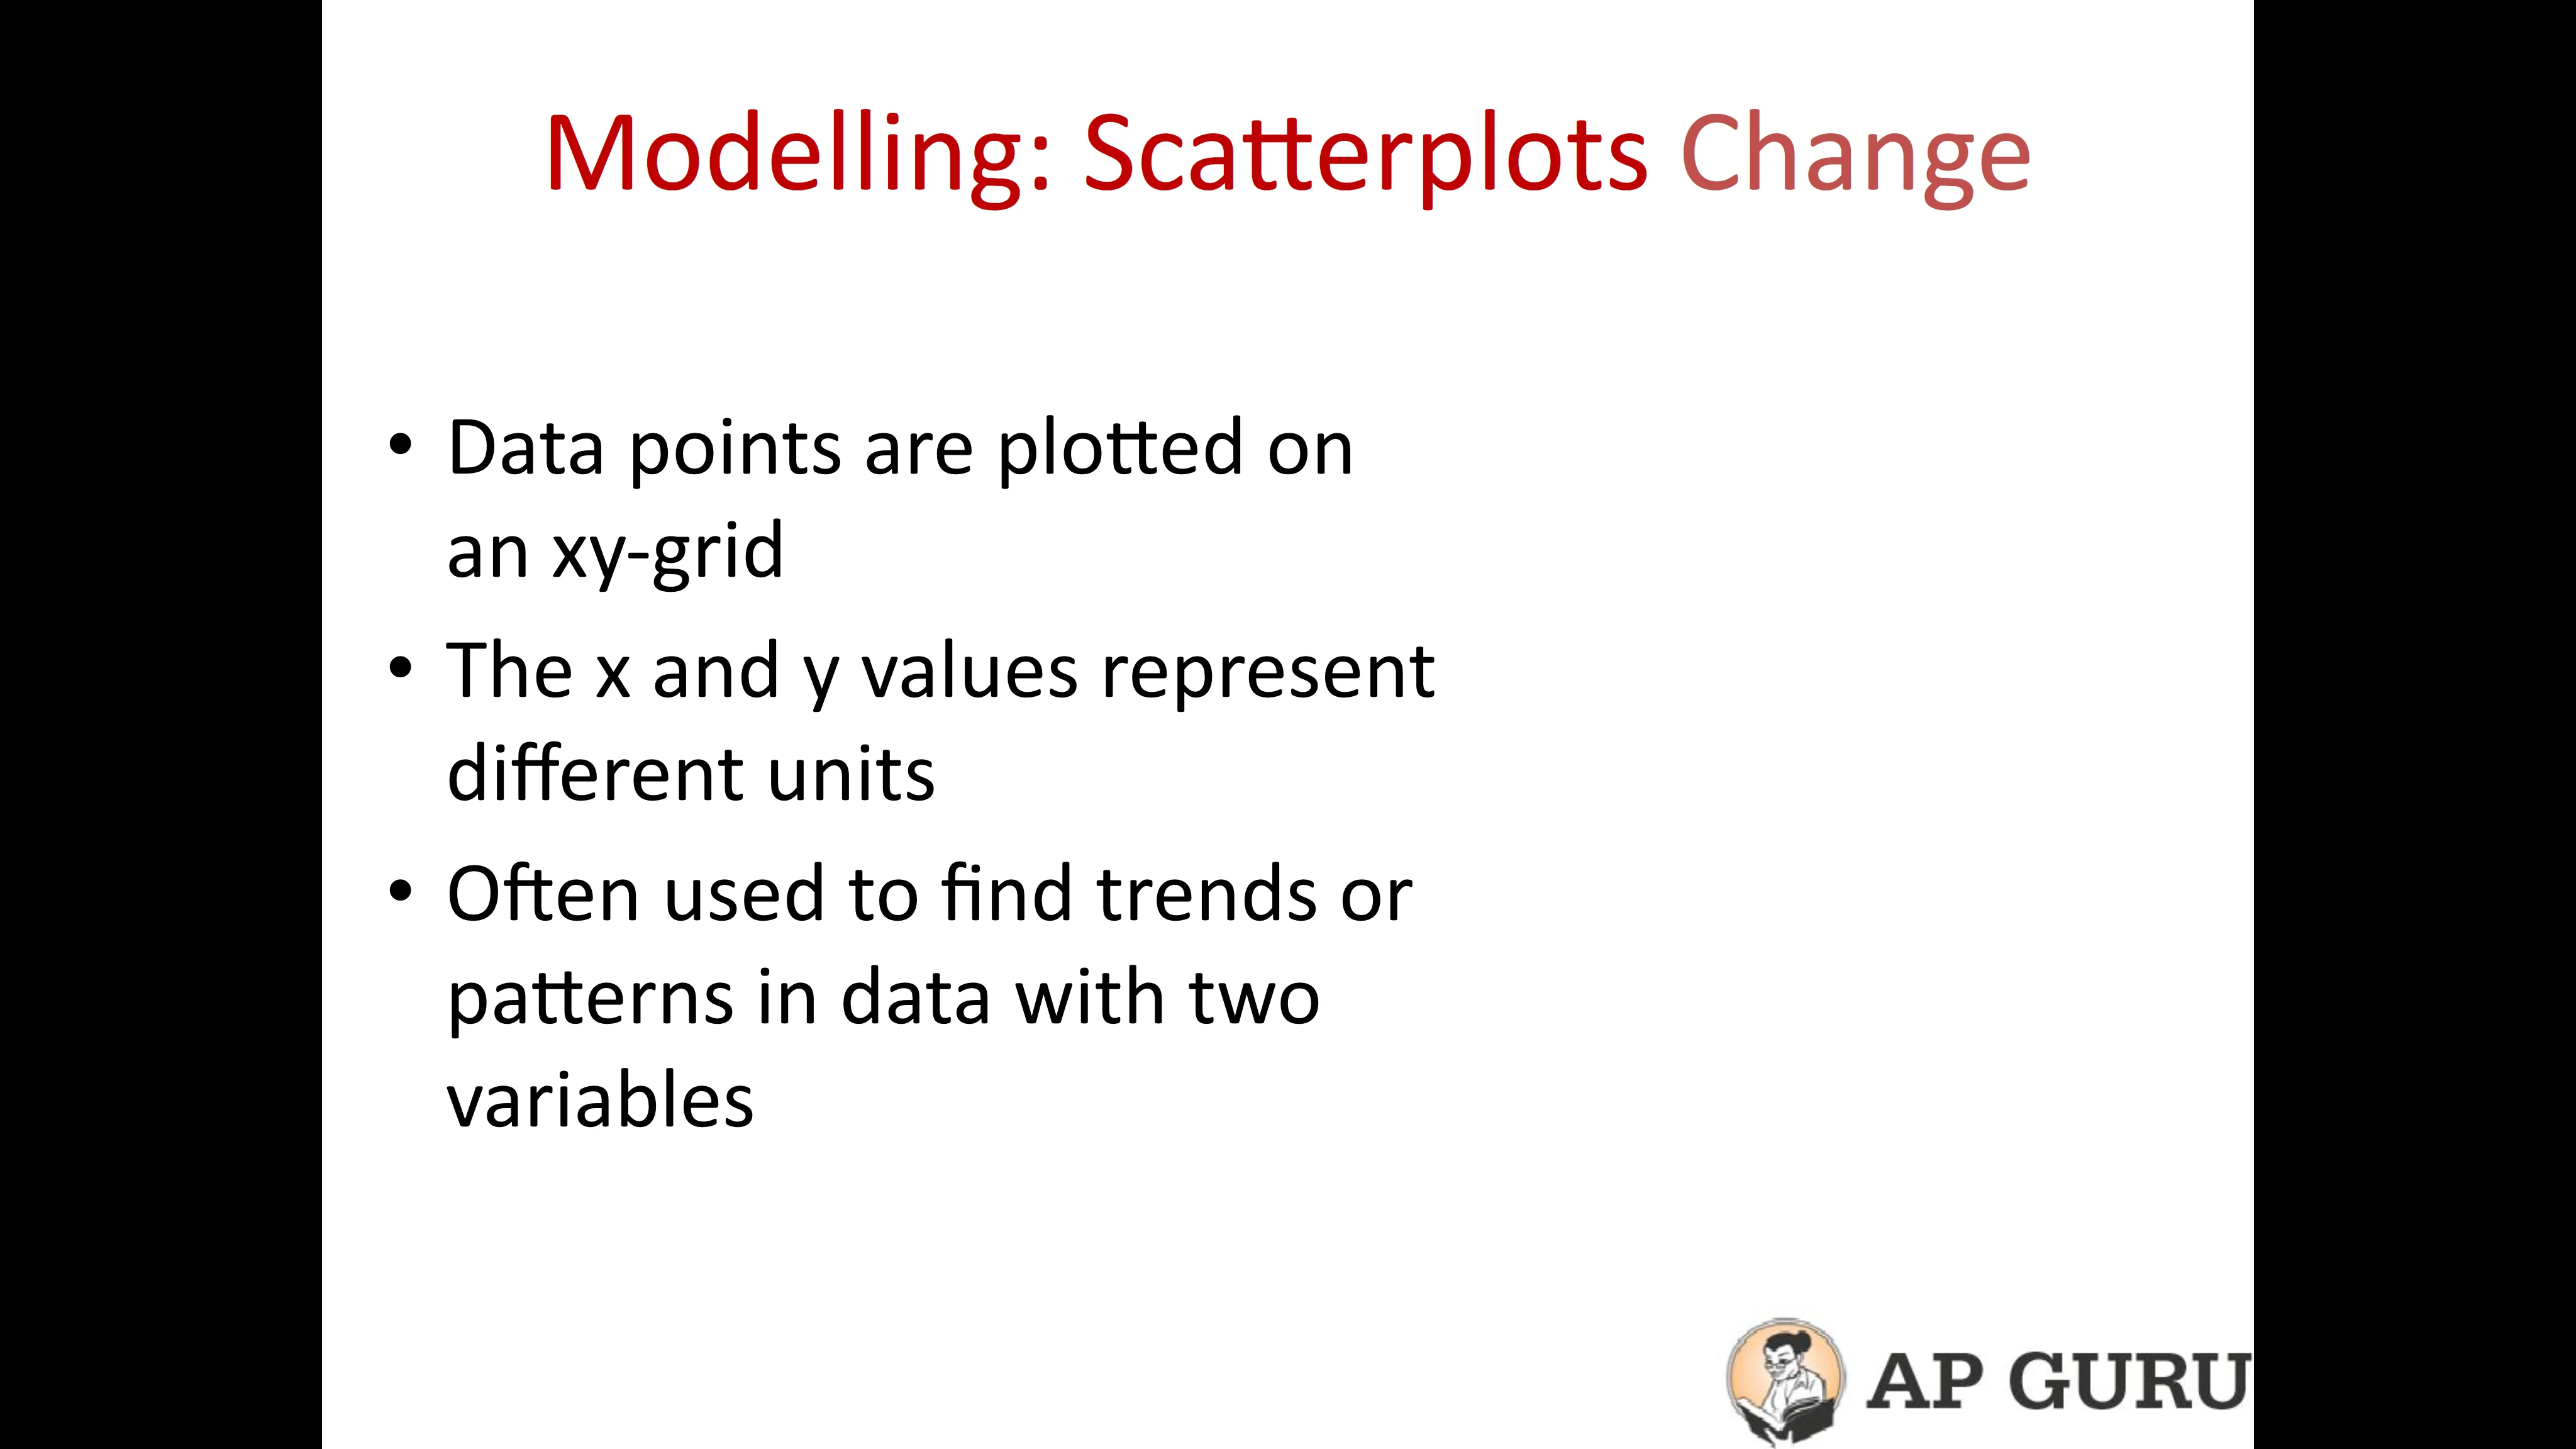 Modelling: Scatterplots Change
• Data points are plotted on
an xy-grid
• The x and y values represent
different units
• Often used to find trends or
patterns in data with two
variables
AP GURU